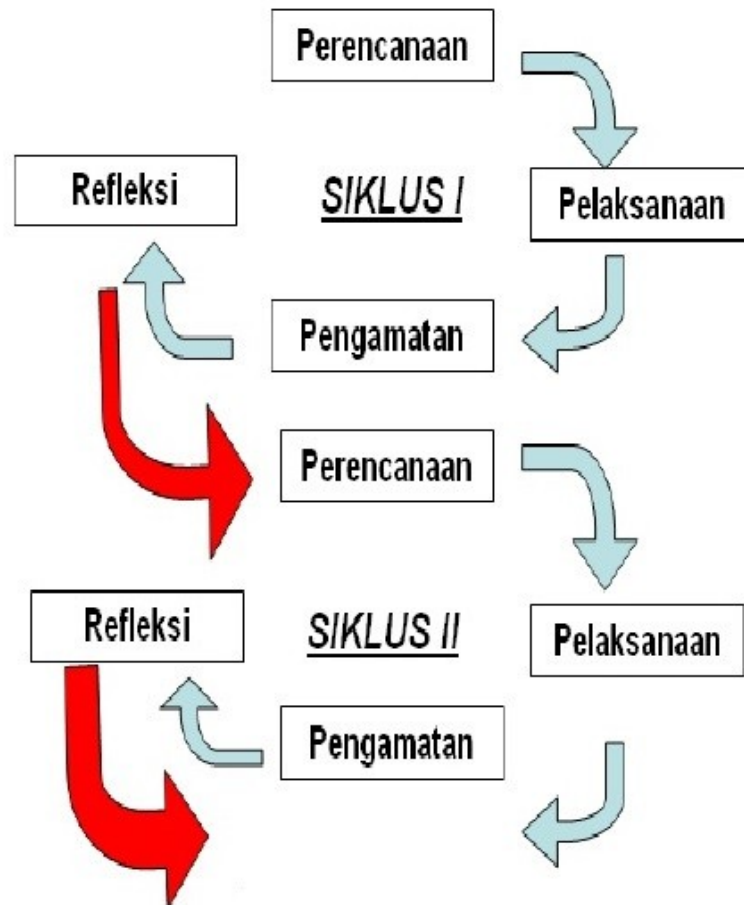 Perencanaan
Refleksi
SIKLUS I
Pelaksanaan
Pengamatan
Perencanaan
Refleksi
SIKLUS II
Pelaksanaan
Pengamatan